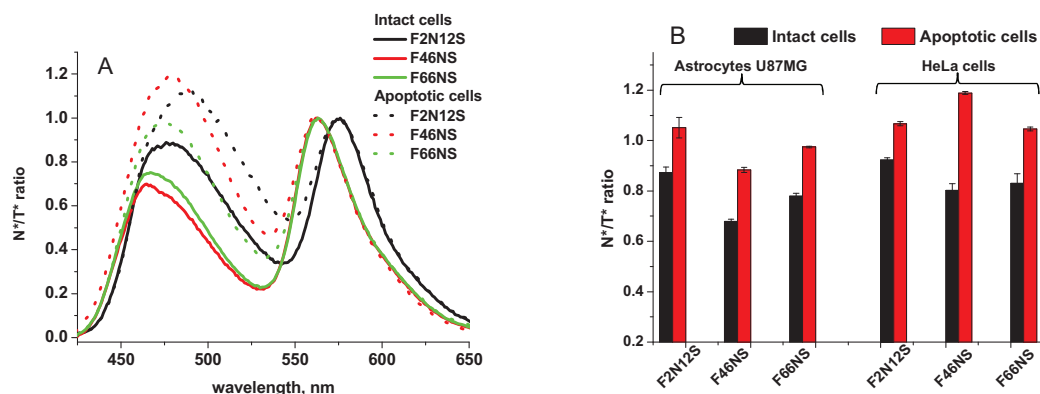 A
Intact cells
F2N12S
F46NS
F66NS
Apoptotic cells
F2N12S
F46NS
F66NS
N*/T* ratio
1.2
1.0
0.8
0.6
0.4
0.2
0.0
450
500
550
600
650
wavelength, nm
B
Intact cells
Apoptotic cells
Astrocytes U87MG
HeLa cells
N*/T* ratio
1.2
1.0
0.8
0.6
0.4
0.2
F2N12S
F46NS
F66NS
F2N12S
F46NS
F66NS